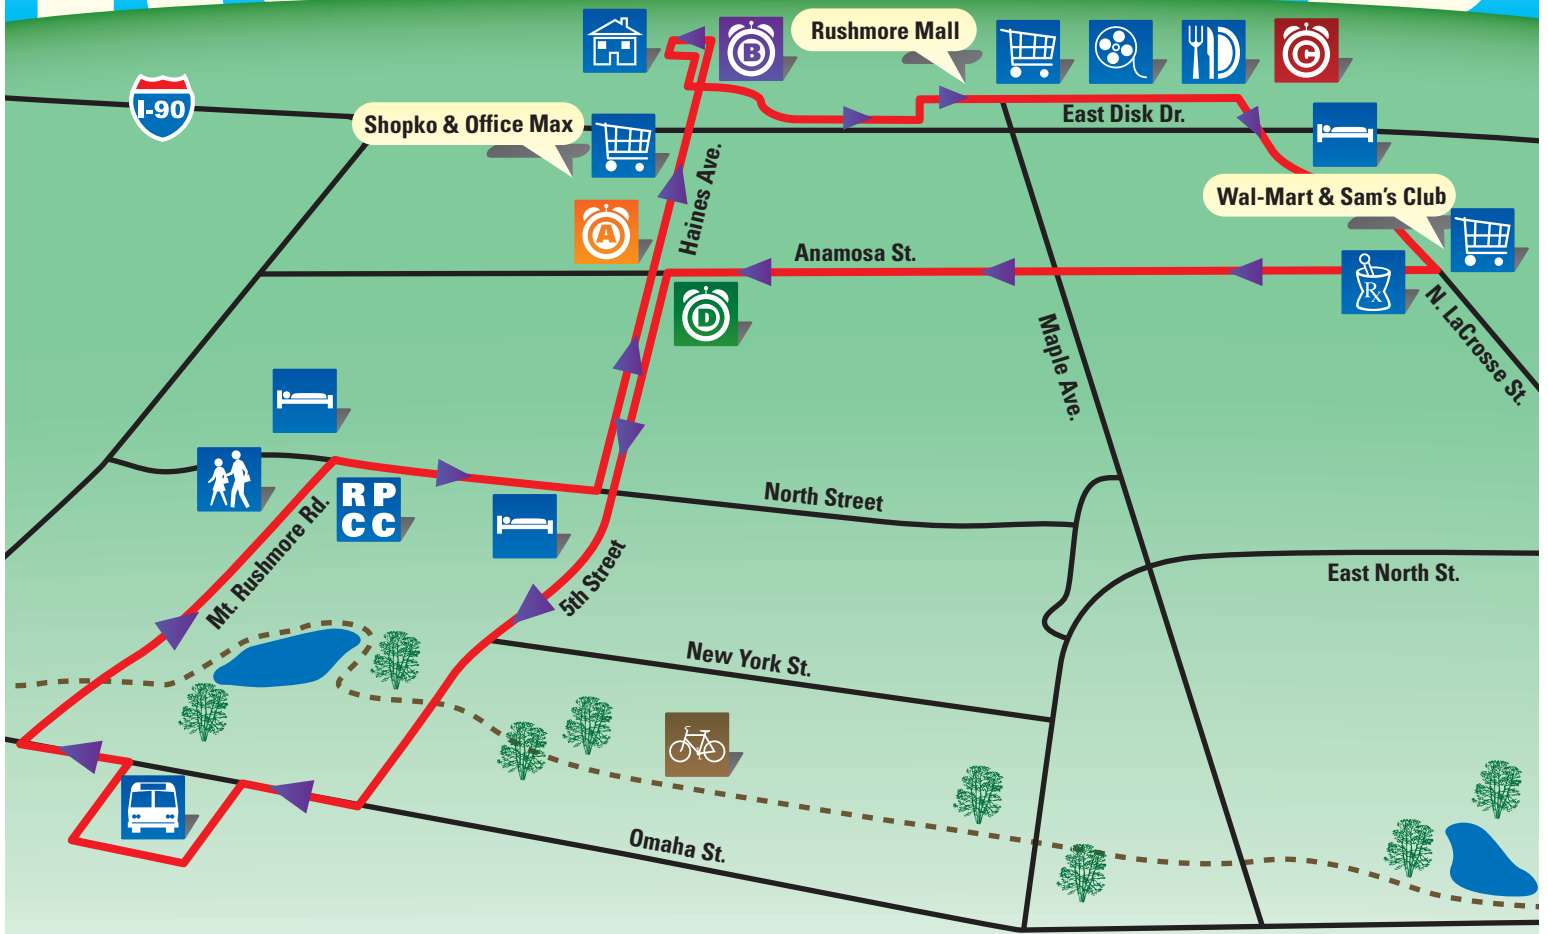 Rushmore Mall
B
C
I-90
East Disk Dr.
Shopko & Office Max
Haines Ave.
Wal-Mart & Sam's Club
A
Anamosa St.
Rx
D
N. LaCrosse St.
Maple Ave.
RP
CC
North Street
Mt. Rushmore Rd.
5th Street
East North St.
New York St.
Omaha St.